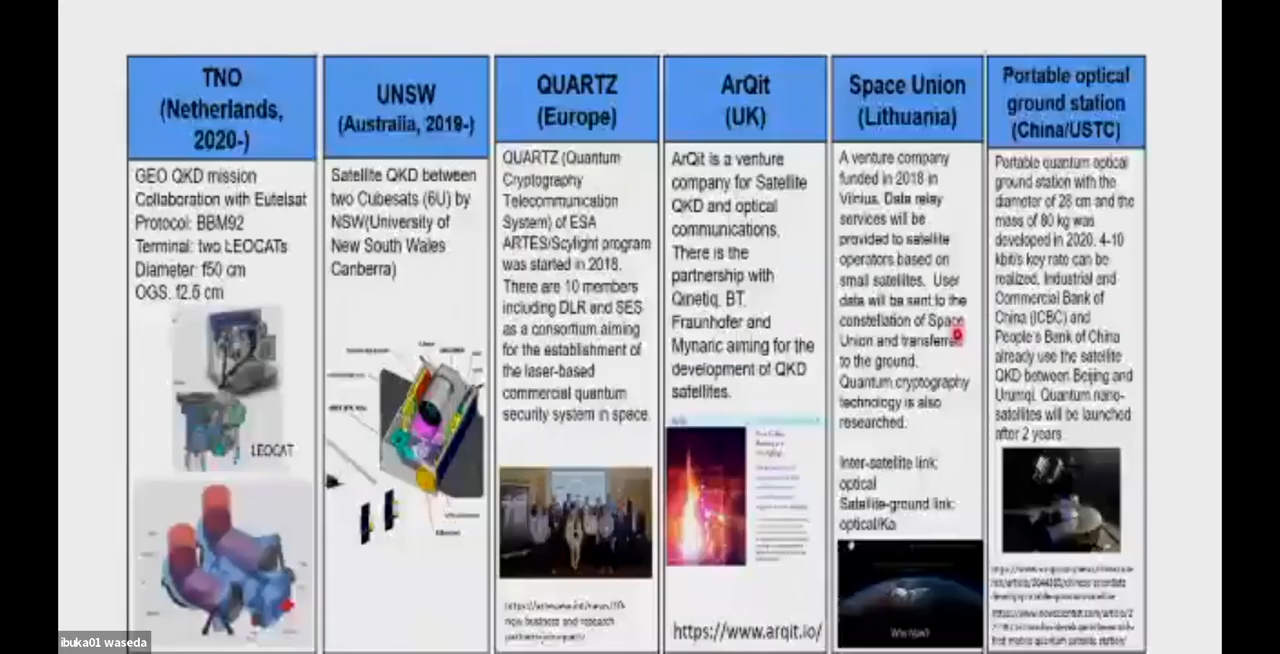 TNO
(Netherlands,
2020-)
GEO QKD mission
Collaboration with Eutelsat
Protocol: BBM92
Terminal: two LEOCATs
Diameter: f50 cm
OGS: f2.5 cm
LEOCAT
UNSW
(Australia, 2019-)
Satellite QKD between
two Cubesats (6U) by
NSW(University of
New South Wales
Canberra)
QUARTZ
(Europe)
QUARTZ (Quantum
Cryptography
Telecommunication
System) of ESA
ARTES/Scylight program
was started in 2018.
There are 10 members
including DLR and SES
as a consortium aiming
for the establishment of
the laser-based
commercial quantum
security system in space.
ArQit
(UK)
ArQit is a venture
company for Satellite
QKD and optical
communications.
There is the
partnership with
Qinetiq, BT,
Fraunhofer and
Mynaric aiming for the
development of QKD
satellites.
https://www.arqit.io/
Space Union
(Lithuania)
A venture company
funded in 2018 in
Vilnius. Data relay
services will be
provided to satellite
operators based on
small satellites. User
data will be sent to the
constellation of Space
Union and transferred
to the ground.
Quantum cryptography
technology is also
researched.
Inter-satellite link:
optical
Satellite-ground link:
optical/Ka
Why Now?
Portable optical
ground station
(China/USTC)
Portable quantum optical
ground station with the
diameter of 28 cm and the
mass of 80 kg was
developed in 2020. 4-10
kbit/s key rate can be
realized. Industrial and
Commercial Bank of
China (ICBC) and
People's Bank of China
already use the satellite
QKD between Beijing and
Urumqi. Quantum nano-
satellites will be launched
after 2 years.
ibuka01 waseda